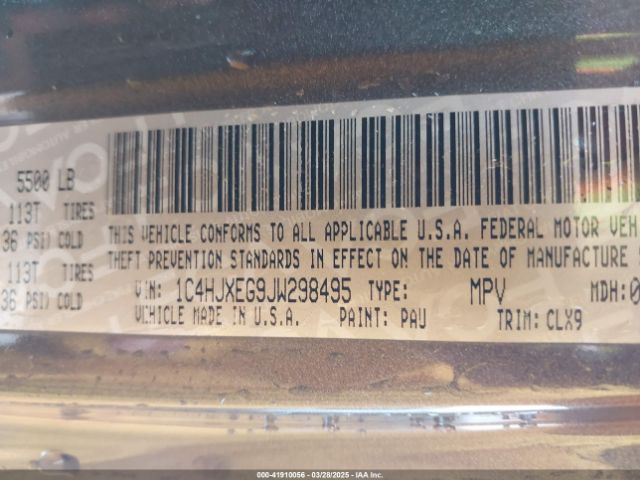 5500 LB
113T TIRES
36 PSI) COLD
113T TIRES
36 PSI) COLD
THIS VEHICLE CONFORMS TO ALL APPLICABLE U.S.A. FEDERAL MOTOR VEH
THEFT PREVENTION STANDARDS IN EFFECT ON THE DATE OF MANUFACTURE
VIN: 1C4HJXEG9JW298495 TYPE: MPV MDH:0
VEHICLE MADE IN U.S.A. PAINT: PAU TRIM: CLX9
000-41910056 | 03/28/2025 | IAAI.com